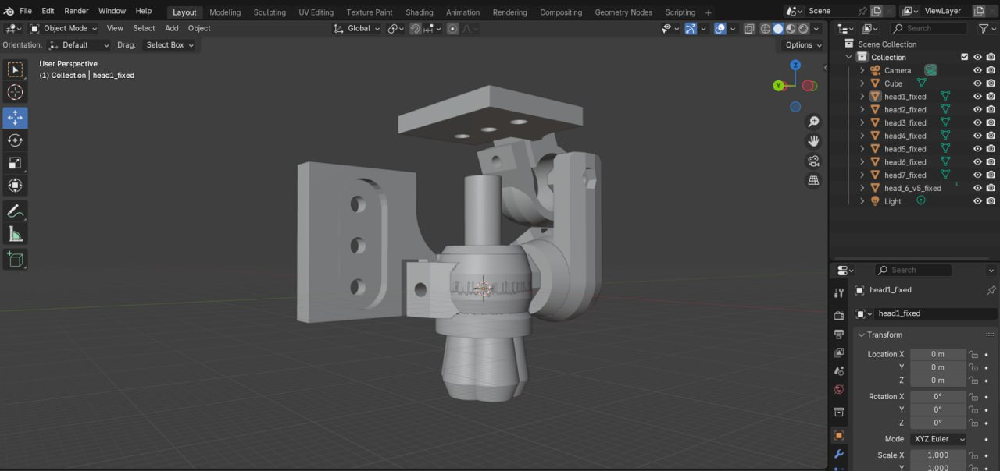 File Edit Render Window Help Layout Modeling Sculpting UV Editing Texture Paint Shading Animation Rendering Compositing Geometry Nodes Scripting + Scene ViewLayer
Object Mode View Select Add Object Global Search
Orientation: Default Drag: Select Box Options
Scene Collection
Collection
User Perspective
(1) Collection | head1_fixed
Z
Y
Camera
Cube
head1_fixed
head2_fixed
head3_fixed
head4_fixed
head5_fixed
head6_fixed
head7_fixed
head_6_v5_fixed
Light
Search
head1_fixed
head1_fixed
Transform
Location X 0 m
Y 0 m
Z 0 m
Rotation X 0°
Y 0°
Z 0°
Mode XYZ Euler
Scale X 1.000
Y 1.000